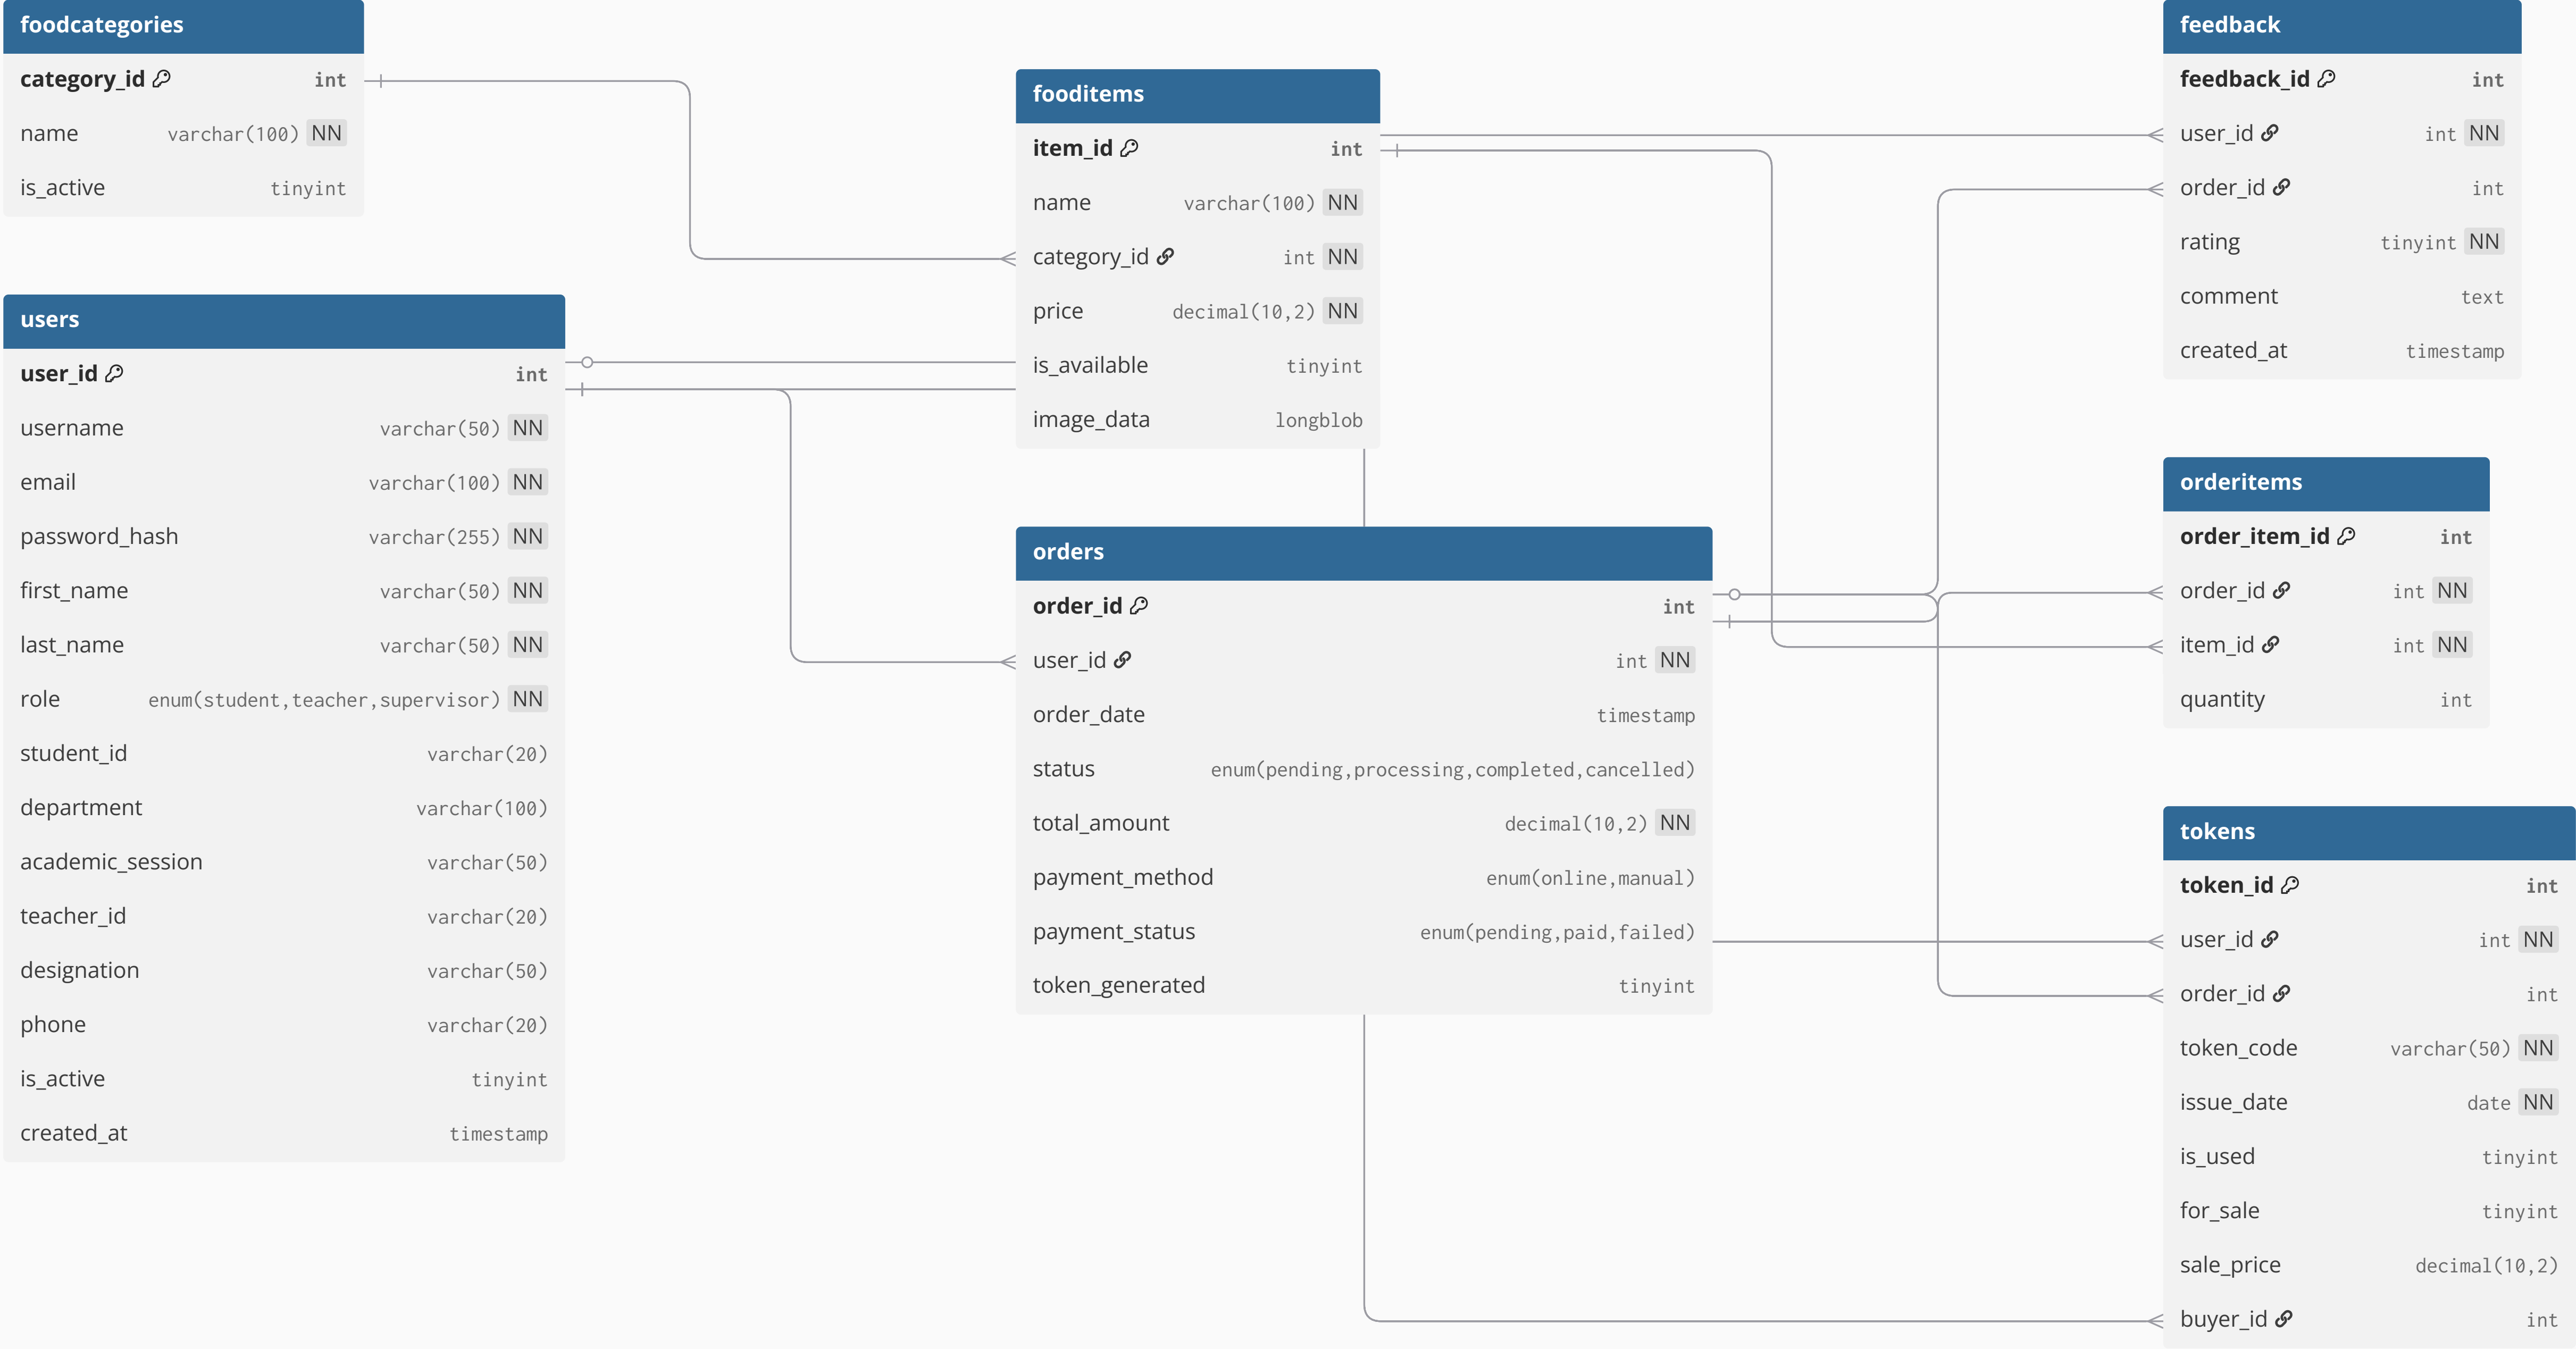 foodcategories
category_id int
name varchar(100) NN
is_active tinyint
users
user_id int
username varchar(50) NN
email varchar(100) NN
password_hash varchar(255) NN
first_name varchar(50) NN
last_name varchar(50) NN
role enum(student,teacher,supervisor) NN
student_id varchar(20)
department varchar(100)
academic_session varchar(50)
teacher_id varchar(20)
designation varchar(50)
phone varchar(20)
is_active tinyint
created_at timestamp
fooditems
item_id int
name varchar(100) NN
category_id int NN
price decimal(10,2) NN
is_available tinyint
image_data longblob
orders
order_id int
user_id int NN
order_date timestamp
status enum(pending,processing,completed,cancelled)
total_amount decimal(10,2) NN
payment_method enum(online,manual)
payment_status enum(pending,paid,failed)
token_generated tinyint
feedback
feedback_id int
user_id int NN
order_id int
rating tinyint NN
comment text
created_at timestamp
orderitems
order_item_id int
order_id int NN
item_id int NN
quantity int
tokens
token_id int
user_id int NN
order_id int
token_code varchar(50) NN
issue_date date NN
is_used tinyint
for_sale tinyint
sale_price decimal(10,2)
buyer_id int